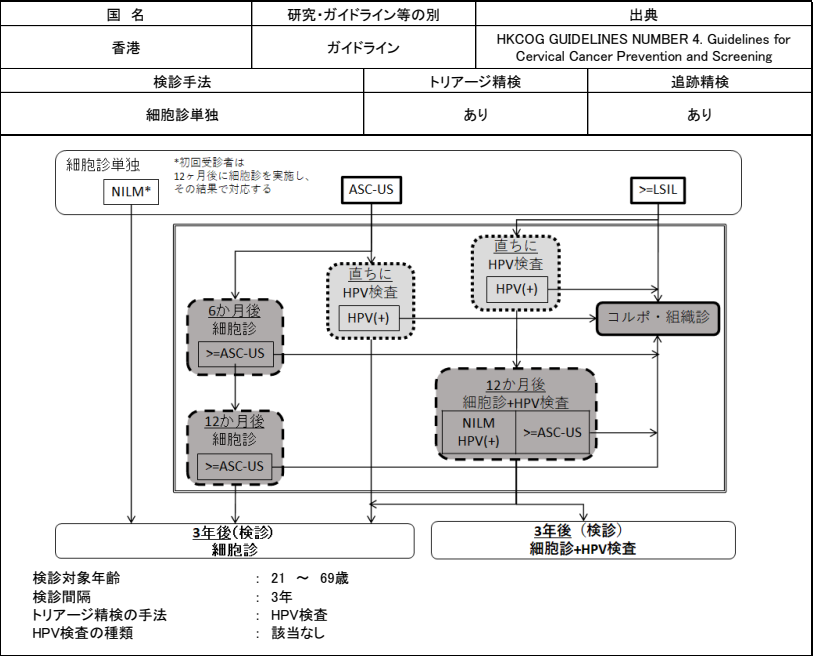 国 名
研究・ガイドライン等の別
出典
香港
ガイドライン
HKCOG GUIDELINES NUMBER 4. Guidelines for
Cervical Cancer Prevention and Screening
検診手法
トリアージ精検
追跡精検
細胞診単独
あり
あり
細胞診単独
*初回受診者は
12ヶ月後に細胞診を実施し、
その結果で対応する
NILM*
ASC-US
>=LSIL
直ちに
HPV検査
HPV(+)
直ちに
HPV検査
HPV(+)
6か月後
細胞診
>=ASC-US
コルポ・組織診
12か月後
細胞診+HPV検査
NILM
HPV(+)
>=ASC-US
12か月後
細胞診
>=ASC-US
3年後(検診)
細胞診
3年後（検診）
細胞診+HPV検査
検診対象年齢 : 21 ～ 69歳
検診間隔 : 3年
トリアージ精検の手法 : HPV検査
HPV検査の種類 : 該当なし